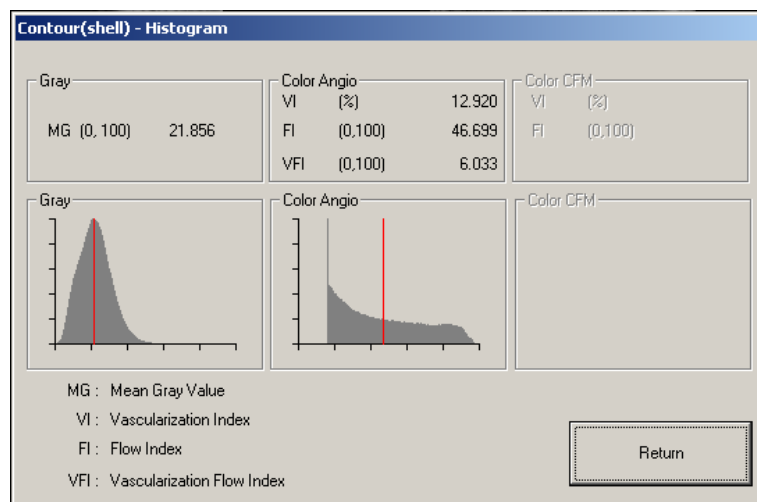 Contour(shell) - Histogram
Gray
MG (0,100) 21.856
Color Angio
VI (%) 12.920
FI (0,100) 46.699
VFI (0,100) 6.033
Color CFM
VI (%)
FI (0,100)
Gray
Color Angio
Color CFM
MG : Mean Gray Value
VI : Vascularization Index
FI : Flow Index
VFI : Vascularization Flow Index
Return